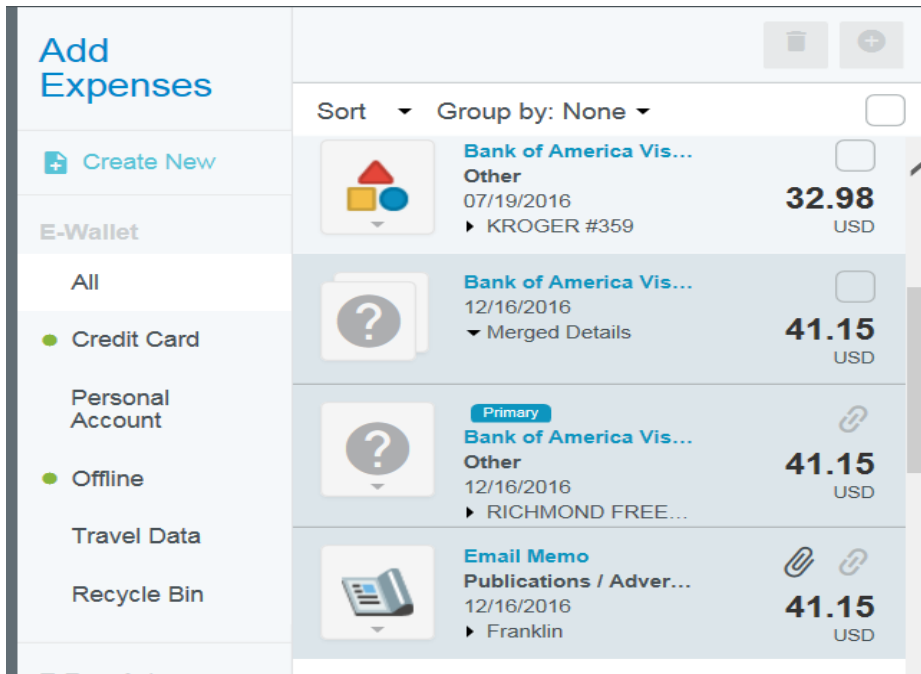 Add
Expenses
Create New
E-Wallet
All
Credit Card
Personal
Account
Offline
Travel Data
Recycle Bin
Sort Group by: None
Bank of America Vis...
Other
07/19/2016
KROGER #359
32.98
USD
Bank of America Vis...
12/16/2016
Merged Details
41.15
USD
Primary
Bank of America Vis...
Other
12/16/2016
RICHMOND FREE...
41.15
USD
Email Memo
Publications / Adver...
12/16/2016
Franklin
41.15
USD